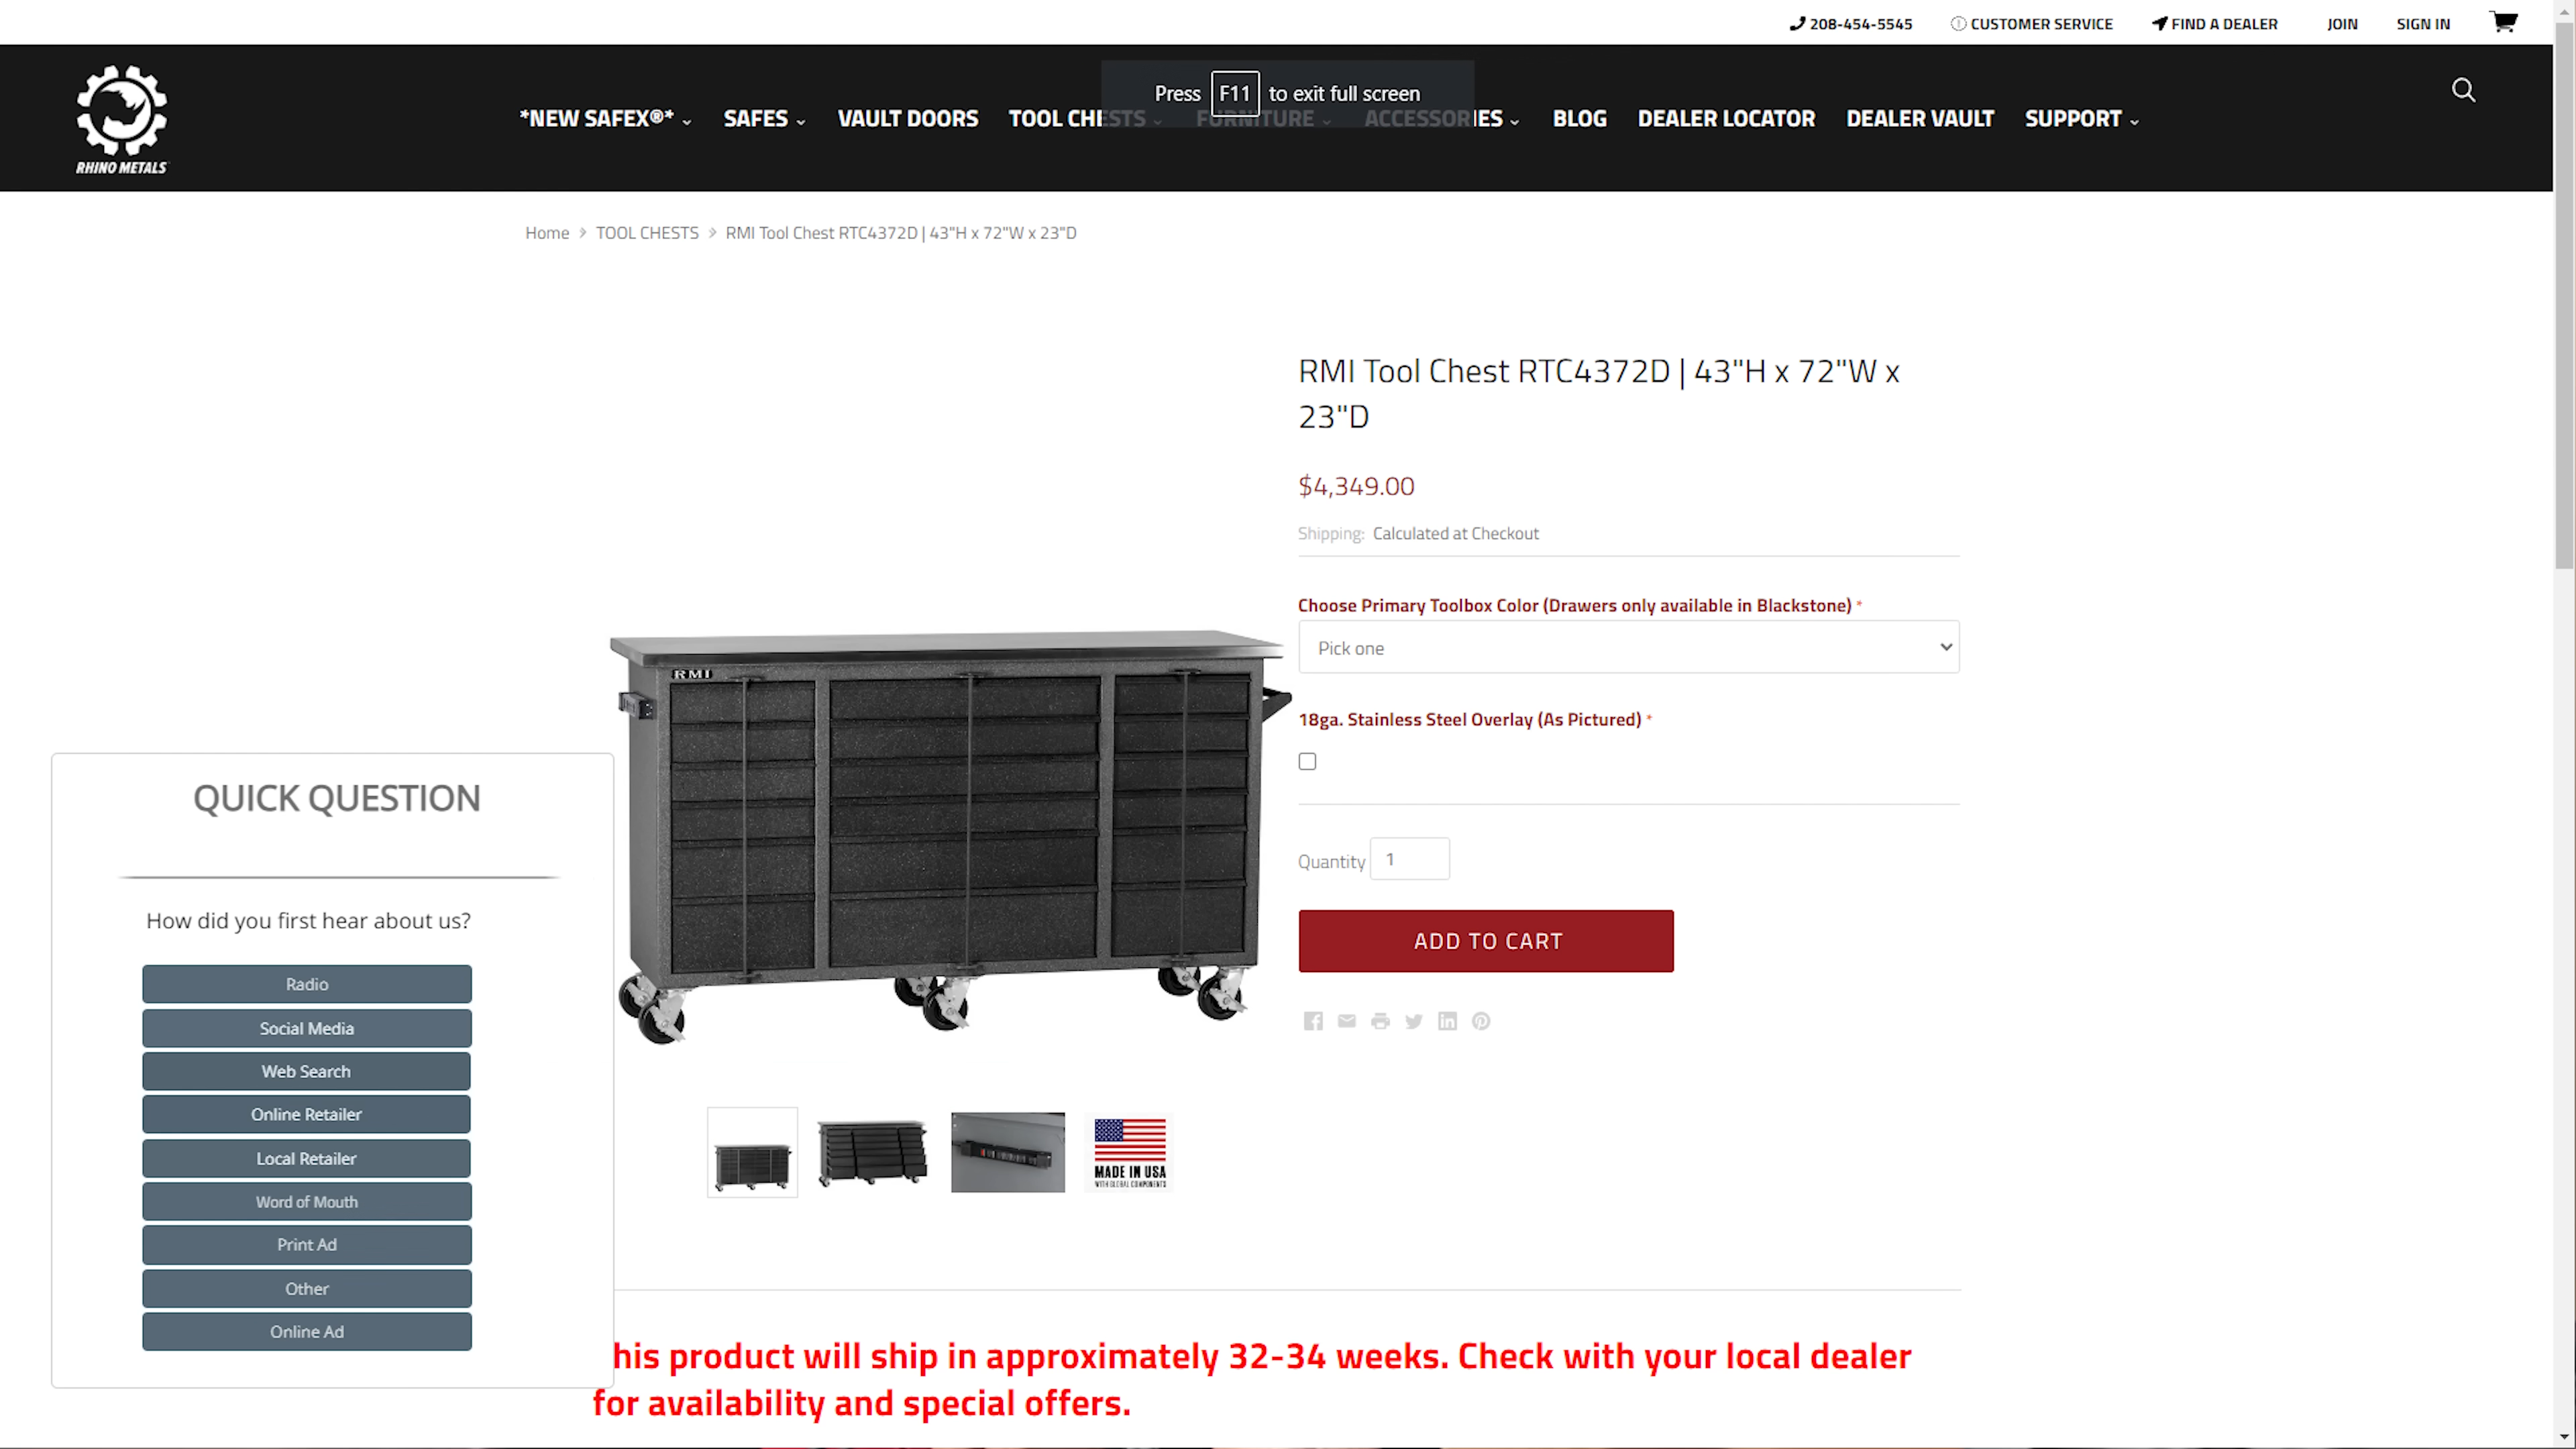 208-454-5545 CUSTOMER SERVICE FIND A DEALER JOIN SIGN IN
Press F11 to exit full screen
RHINO METALS
*NEW SAFEX®* SAFES VAULT DOORS TOOL CHESTS FURNITURE ACCESSORIES BLOG DEALER LOCATOR DEALER VAULT SUPPORT
Home > TOOL CHESTS > RMI Tool Chest RTC4372D | 43"H x 72"W x 23"D
RMI Tool Chest RTC4372D | 43"H x 72"W x
23"D
$4,349.00
Shipping: Calculated at Checkout
Choose Primary Toolbox Color (Drawers only available in Blackstone) *
Pick one
18ga. Stainless Steel Overlay (As Pictured) *
Quantity 1
ADD TO CART
RMI
MADE IN USA
WITH GLOBAL COMPONENTS
QUICK QUESTION
How did you first hear about us?
Radio
Social Media
Web Search
Online Retailer
Local Retailer
Word of Mouth
Print Ad
Other
Online Ad
his product will ship in approximately 32-34 weeks. Check with your local dealer
for availability and special offers.